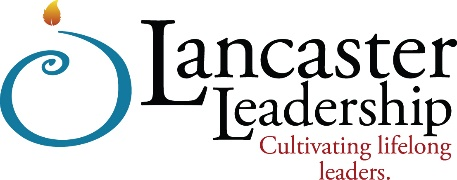 Lancaster
Leadership
Cultivating lifelong
leaders.